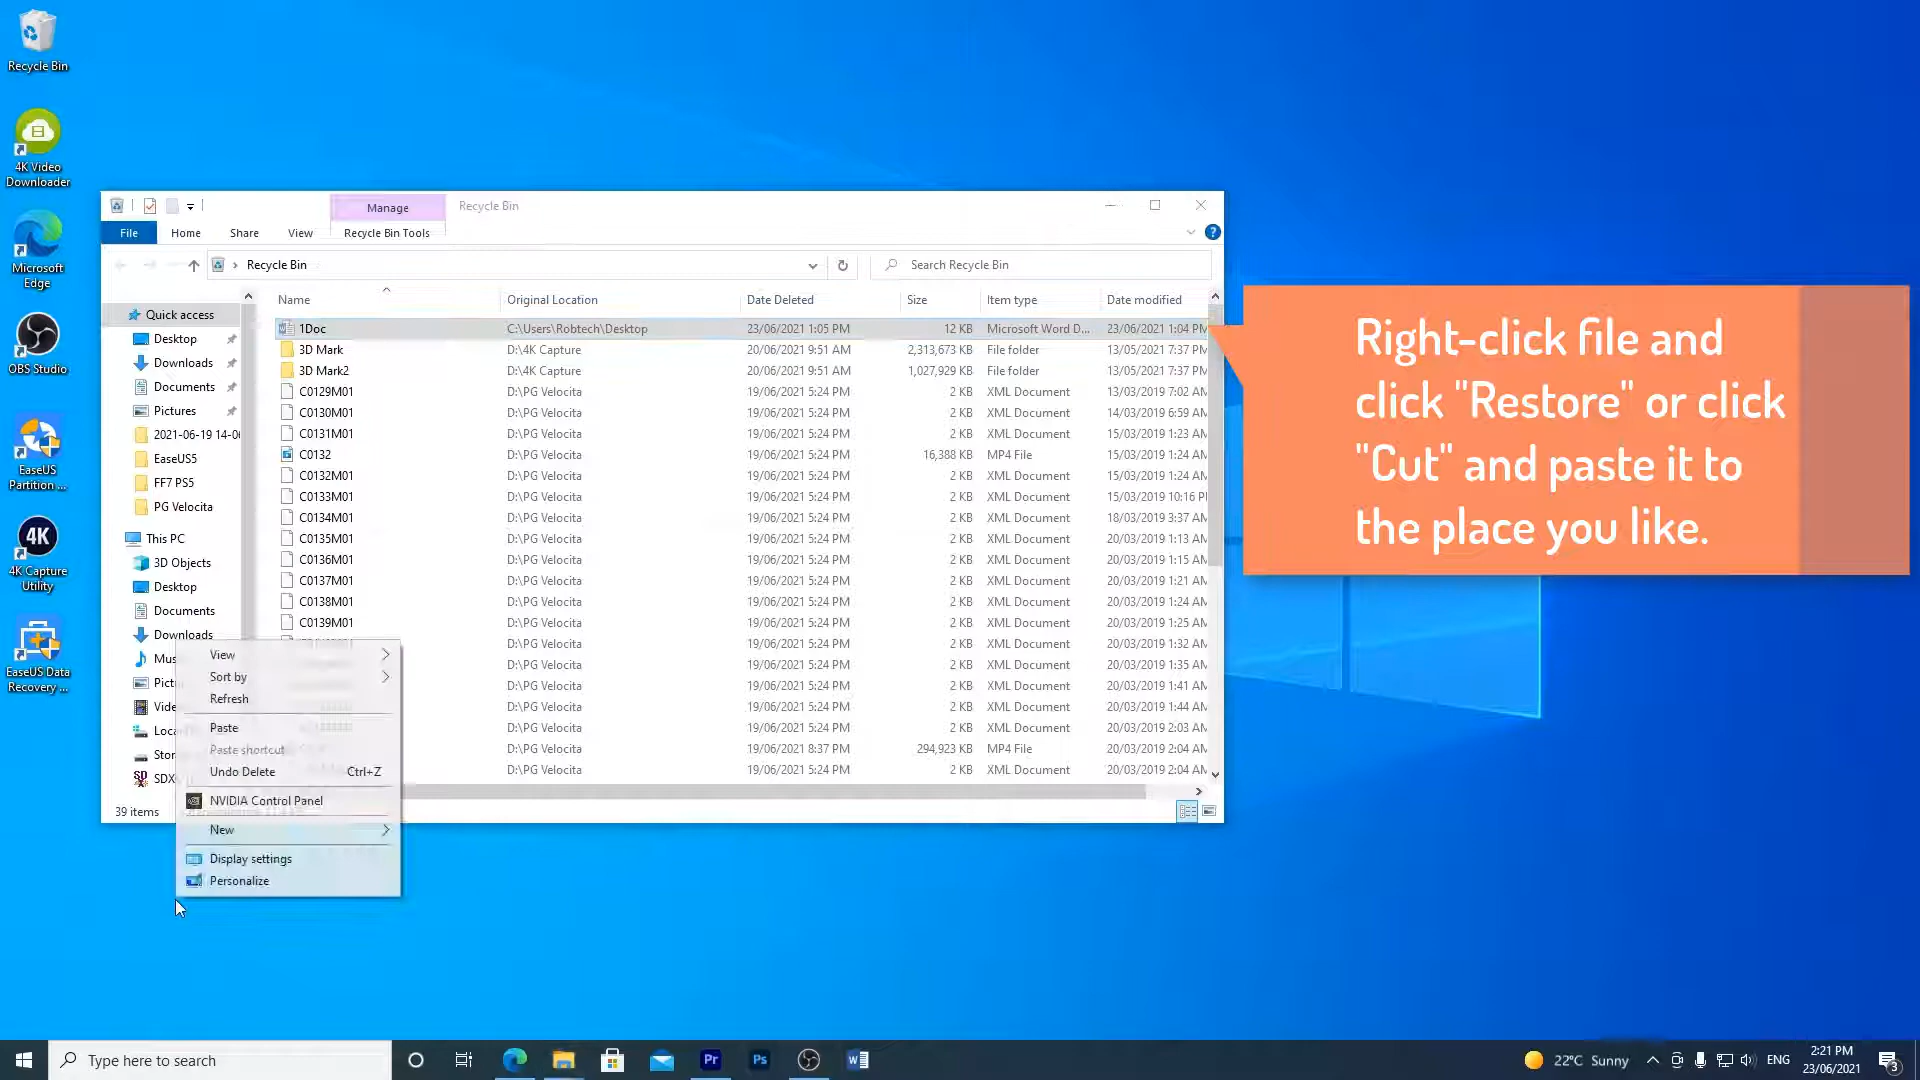 Recycle Bin
4K Video
Downloader
Microsoft
Edge
OBS Studio
EaseUS
Partition ...
4K Capture
Utility
EaseUS Data
Recovery ...
Manage
Recycle Bin
File
Home
Share
View
Recycle Bin Tools
Recycle Bin
Search Recycle Bin
Name
Original Location
Date Deleted
Size
Item type
Date modified
Quick access
Desktop
Downloads
Documents
Pictures
2021-06-19 14-0
EaseUS5
FF7 PS5
PG Velocita
This PC
3D Objects
Desktop
Documents
Downloads
Mus
Pict
Vide
Loca
Stor
SDX
1Doc C:\Users\Robtech\Desktop 23/06/2021 1:05 PM 12 KB Microsoft Word D... 23/06/2021 1:04 PM
3D Mark D:\4K Capture 20/06/2021 9:51 AM 2,313,673 KB File folder 13/05/2021 7:37 PM
3D Mark2 D:\4K Capture 20/06/2021 9:51 AM 1,027,929 KB File folder 13/05/2021 7:37 PM
C0129M01 D:\PG Velocita 19/06/2021 5:24 PM 2 KB XML Document 13/03/2019 7:02 AM
C0130M01 D:\PG Velocita 19/06/2021 5:24 PM 2 KB XML Document 14/03/2019 6:59 AM
C0131M01 D:\PG Velocita 19/06/2021 5:24 PM 2 KB XML Document 15/03/2019 1:23 AM
C0132 D:\PG Velocita 19/06/2021 5:24 PM 16,388 KB MP4 File 15/03/2019 1:24 AM
C0132M01 D:\PG Velocita 19/06/2021 5:24 PM 2 KB XML Document 15/03/2019 1:24 AM
C0133M01 D:\PG Velocita 19/06/2021 5:24 PM 2 KB XML Document 15/03/2019 10:16 PM
C0134M01 D:\PG Velocita 19/06/2021 5:24 PM 2 KB XML Document 18/03/2019 3:37 AM
C0135M01 D:\PG Velocita 19/06/2021 5:24 PM 2 KB XML Document 20/03/2019 1:13 AM
C0136M01 D:\PG Velocita 19/06/2021 5:24 PM 2 KB XML Document 20/03/2019 1:15 AM
C0137M01 D:\PG Velocita 19/06/2021 5:24 PM 2 KB XML Document 20/03/2019 1:21 AM
C0138M01 D:\PG Velocita 19/06/2021 5:24 PM 2 KB XML Document 20/03/2019 1:24 AM
C0139M01 D:\PG Velocita 19/06/2021 5:24 PM 2 KB XML Document 20/03/2019 1:25 AM
D:\PG Velocita 19/06/2021 5:24 PM 2 KB XML Document 20/03/2019 1:32 AM
D:\PG Velocita 19/06/2021 5:24 PM 2 KB XML Document 20/03/2019 1:35 AM
D:\PG Velocita 19/06/2021 5:24 PM 2 KB XML Document 20/03/2019 1:41 AM
D:\PG Velocita 19/06/2021 5:24 PM 2 KB XML Document 20/03/2019 1:44 AM
D:\PG Velocita 19/06/2021 5:24 PM 2 KB XML Document 20/03/2019 2:03 AM
D:\PG Velocita 19/06/2021 8:37 PM 294,923 KB MP4 File 20/03/2019 2:04 AM
D:\PG Velocita 19/06/2021 5:24 PM 2 KB XML Document 20/03/2019 2:04 AM
39 items
View
Sort by
Refresh
Paste
Paste shortcut
Undo Delete Ctrl+Z
NVIDIA Control Panel
New
Display settings
Personalize
Right-click file and
click "Restore" or click
"Cut" and paste it to
the place you like.
Type here to search
Pr
Ps
22°C Sunny
ENG
2:21 PM
23/06/2021
3